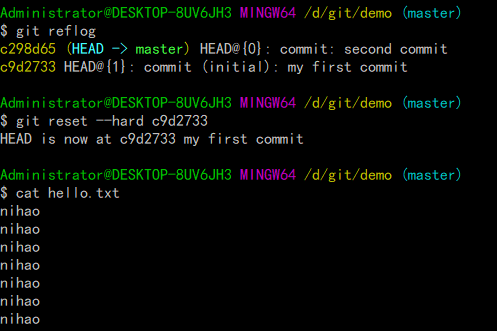 Administrator@DESKTOP-8UV6JH3 MINGW64 /d/git/demo (master)
$ git reflog
c298d65 (HEAD -> master) HEAD@{0}: commit: second commit
c9d2733 HEAD@{1}: commit (initial): my first commit
Administrator@DESKTOP-8UV6JH3 MINGW64 /d/git/demo (master)
$ git reset --hard c9d2733
HEAD is now at c9d2733 my first commit
Administrator@DESKTOP-8UV6JH3 MINGW64 /d/git/demo (master)
$ cat hello.txt
nihao
nihao
nihao
nihao
nihao
nihao
nihao